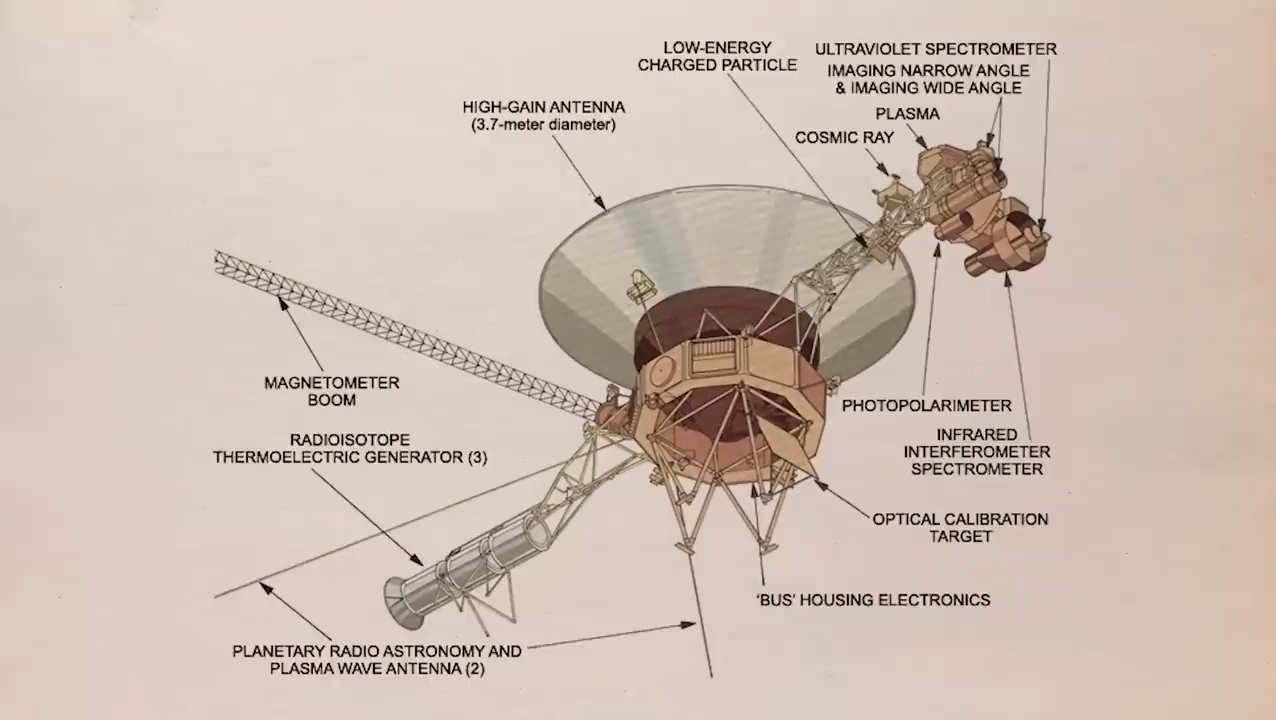 LOW-ENERGY
CHARGED PARTICLE
ULTRAVIOLET SPECTROMETER
IMAGING NARROW ANGLE
& IMAGING WIDE ANGLE
PLASMA
COSMIC RAY
HIGH-GAIN ANTENNA
(3.7-meter diameter)
MAGNETOMETER
BOOM
RADIOISOTOPE
THERMOELECTRIC GENERATOR (3)
PHOTOPOLARIMETER
INFRARED
INTERFEROMETER
SPECTROMETER
OPTICAL CALIBRATION
TARGET
'BUS' HOUSING ELECTRONICS
PLANETARY RADIO ASTRONOMY AND
PLASMA WAVE ANTENNA (2)